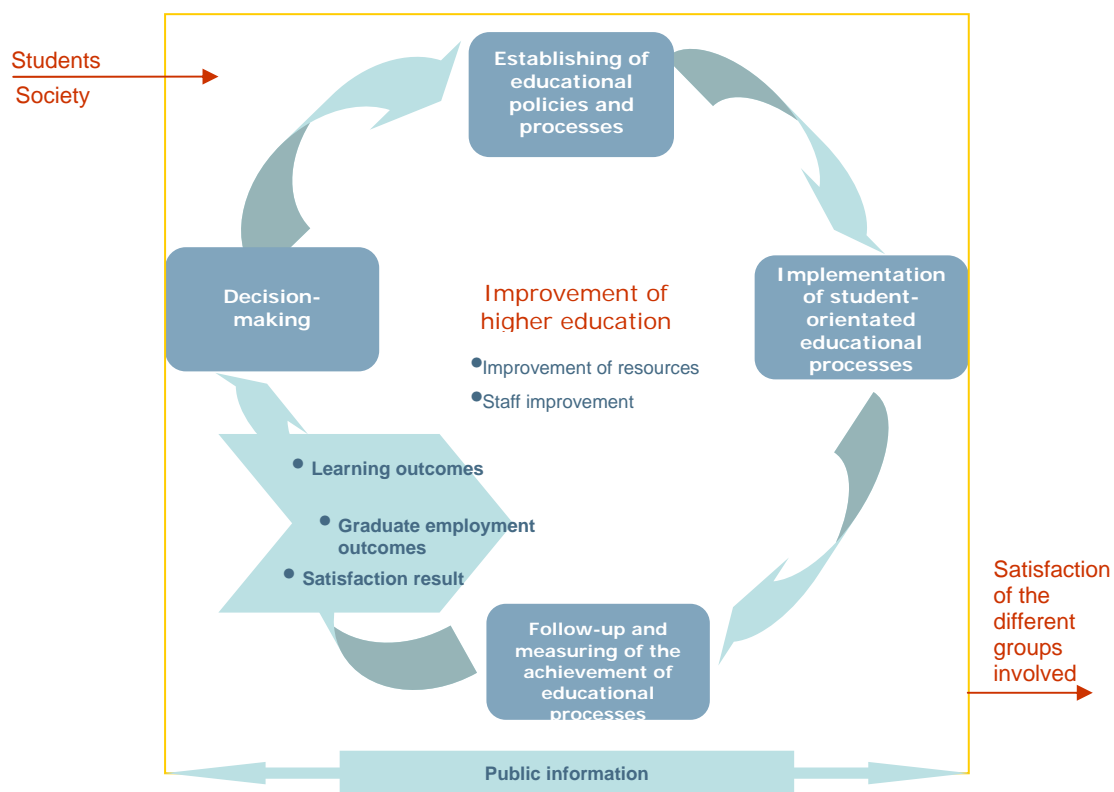 Students
Society
Establishing of
educational
policies and
processes
Decision-
making
Improvement of
higher education
•Improvement of resources
•Staff improvement
Implementation
of student-
orientated
educational
processes
• Learning outcomes
• Graduate employment
outcomes
• Satisfaction result
Follow-up and
measuring of the
achievement of
educational
processes
Satisfaction
of the
different
groups
involved
Public information